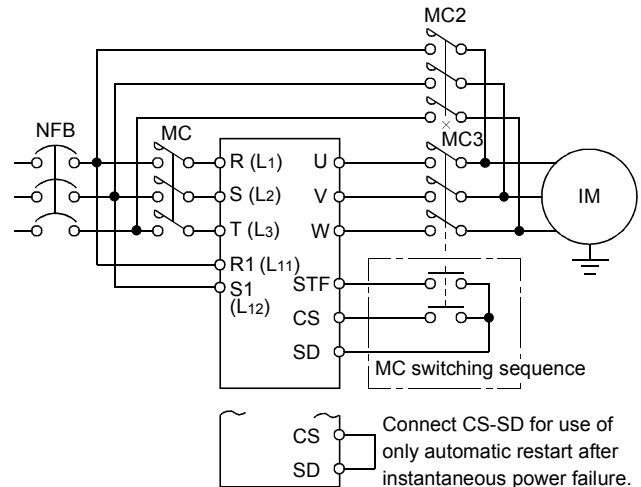 MC2
NFB
MC
MC3
R (L1)
U
S (L2)
V
IM
T (L3)
W
R1 (L11)
STF
S1
(L12)
CS
SD
MC switching sequence
CS
SD
Connect CS-SD for use of
only automatic restart after
instantaneous power failure.